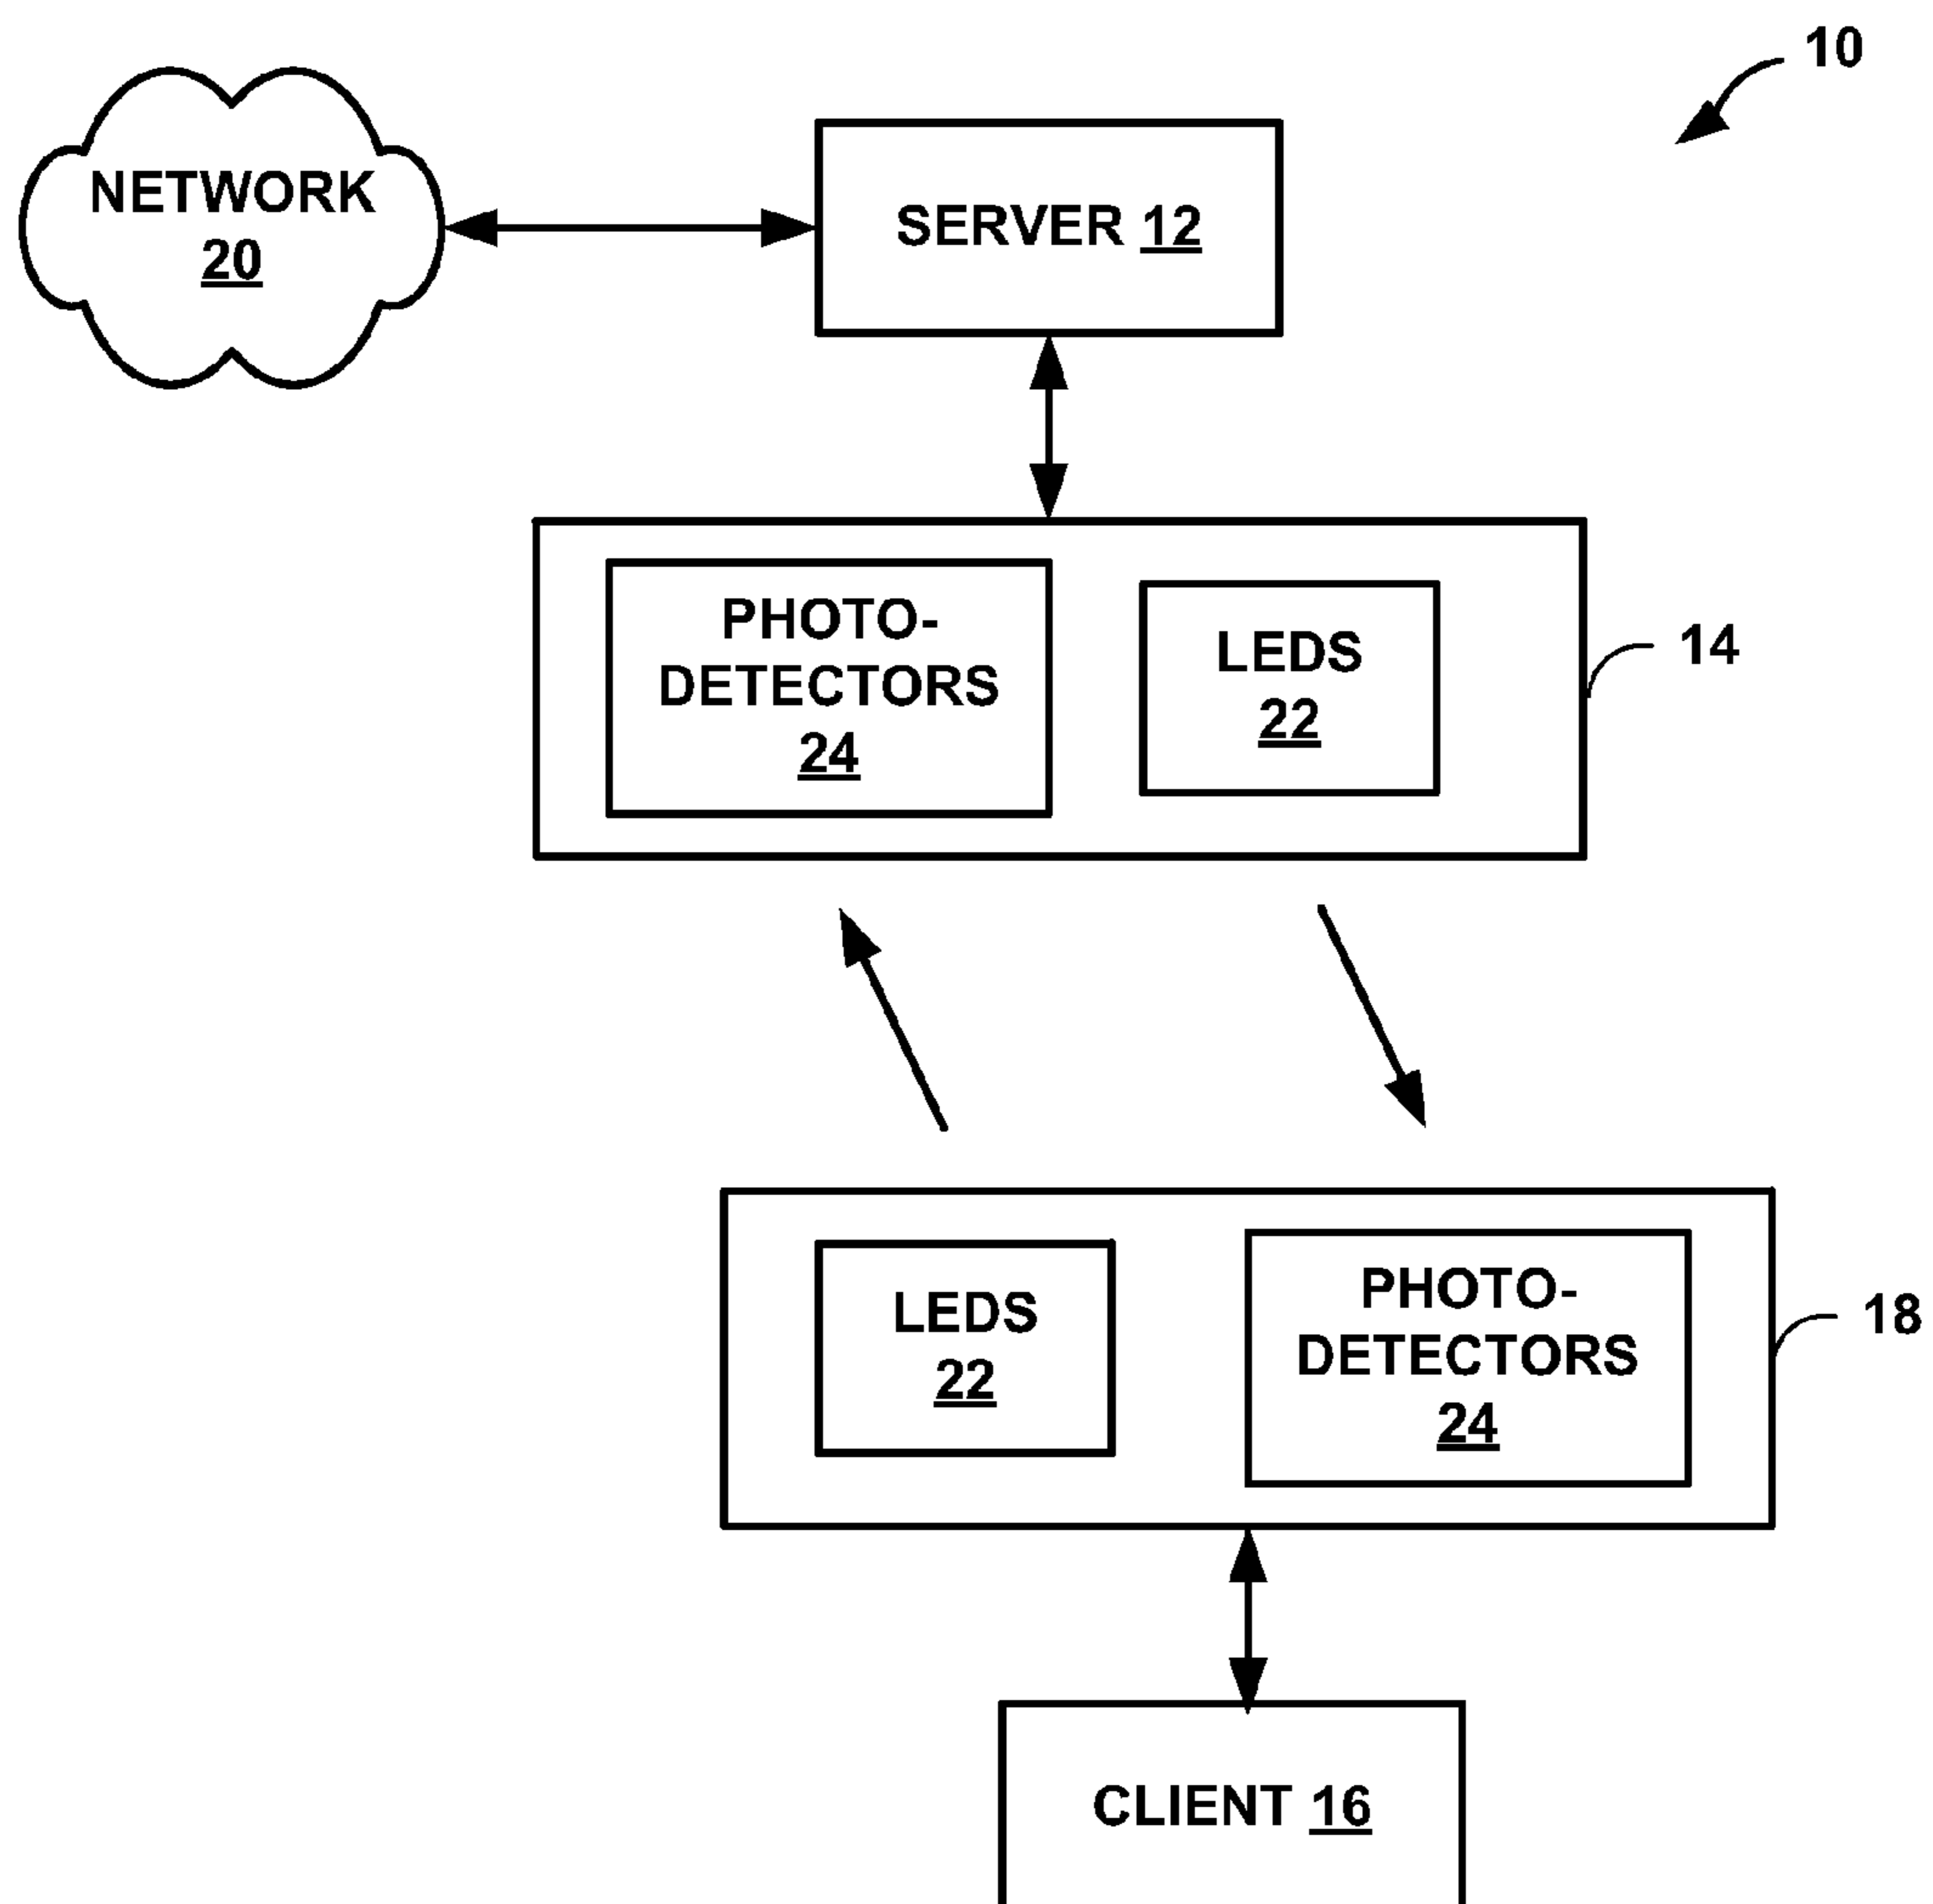 10
NETWORK
20
SERVER 12
PHOTO-
DETECTORS
24
LEDS
22
14
LEDS
22
PHOTO-
DETECTORS
24
18
CLIENT 16